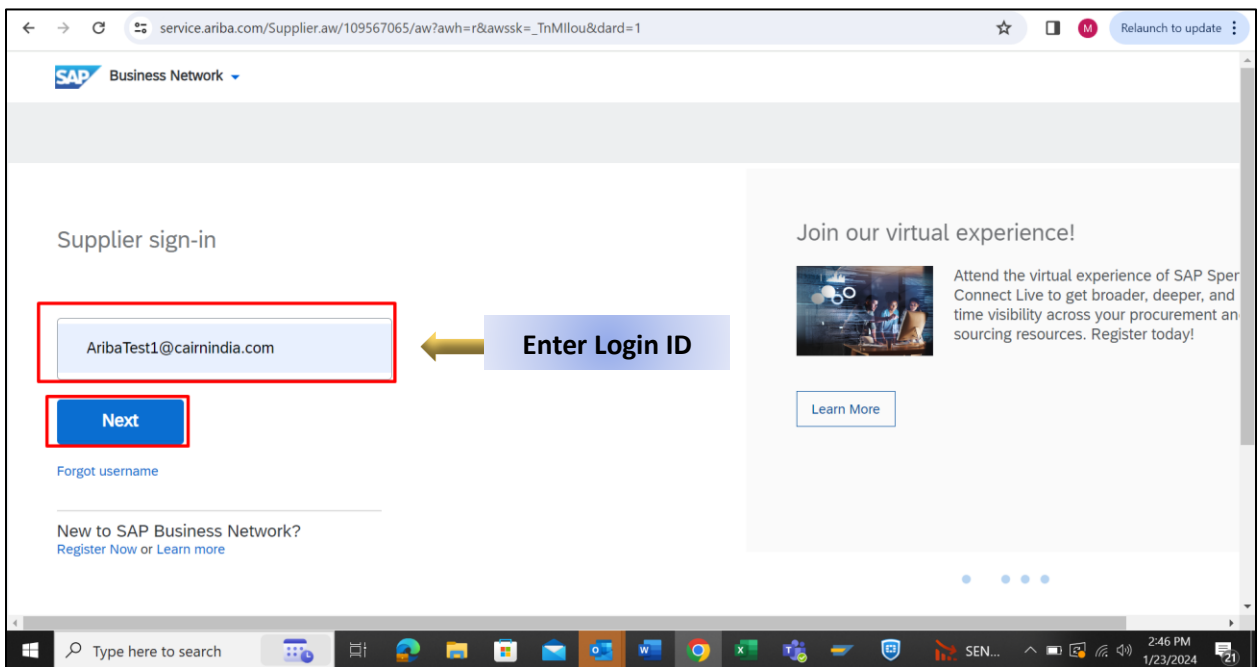 service.ariba.com/Supplier.aw/109567065/aw?awh=r&awssk=_TnMIlou&dard=1
M
Relaunch to update
SAP Business Network
Supplier sign-in
AribaTest1@cairnindia.com
Enter Login ID
Next
Forgot username
New to SAP Business Network?
Register Now or Learn more
Join our virtual experience!
Attend the virtual experience of SAP Spen
Connect Live to get broader, deeper, and
time visibility across your procurement an
sourcing resources. Register today!
Learn More
Type here to search
SEN...
2:46 PM
1/23/2024
21